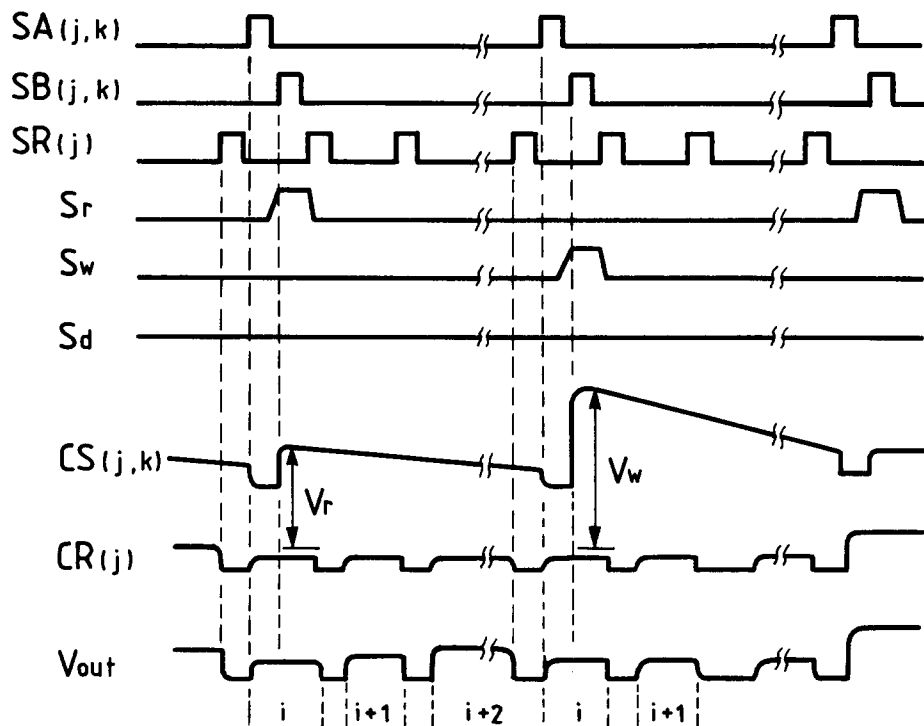 SA(j,k)
SB(j,k)
SR(j)
Sr
Sw
Sd
CS(j,k)
Vr
Vw
CR(j)
Vout
i
i+1
i+2
i
i+1